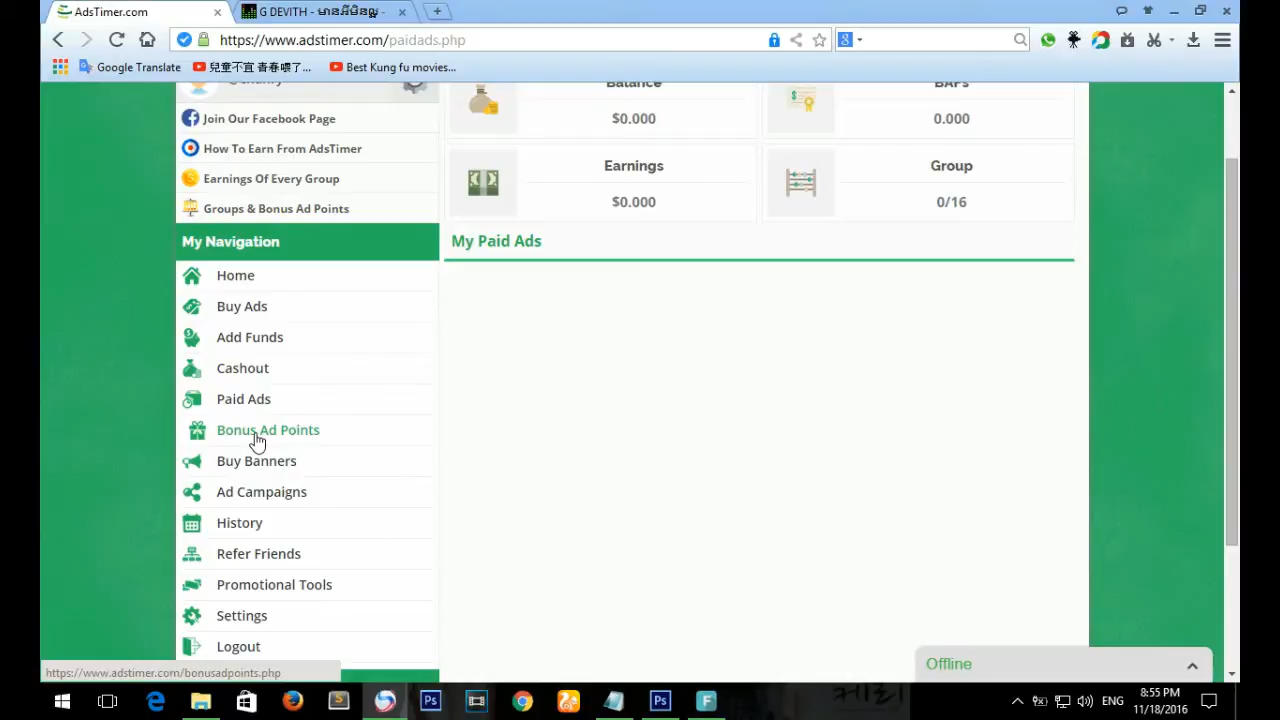 AdsTimer.com
G DEVITH - មានអីមិនល្អ -
https://www.adstimer.com/paidads.php
Google Translate
兒童不宜 青春喂了...
Best Kung fu movies...
Balance
BAPs
$0.000
0.000
Join Our Facebook Page
How To Earn From AdsTimer
Earnings Of Every Group
Groups & Bonus Ad Points
Earnings
Group
$0.000
0/16
My Navigation
My Paid Ads
Home
Buy Ads
Add Funds
Cashout
Paid Ads
Bonus Ad Points
Buy Banners
Ad Campaigns
History
Refer Friends
Promotional Tools
Settings
Logout
https://www.adstimer.com/bonusadpoints.php
Offline
ENG
8:55 PM
11/18/2016